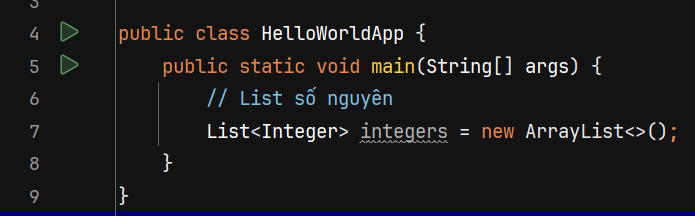 3
4 public class HelloWorldApp {
5 public static void main(String[] args) {
6 // List số nguyên
7 List<Integer> integers = new ArrayList<>();
8 }
9 }